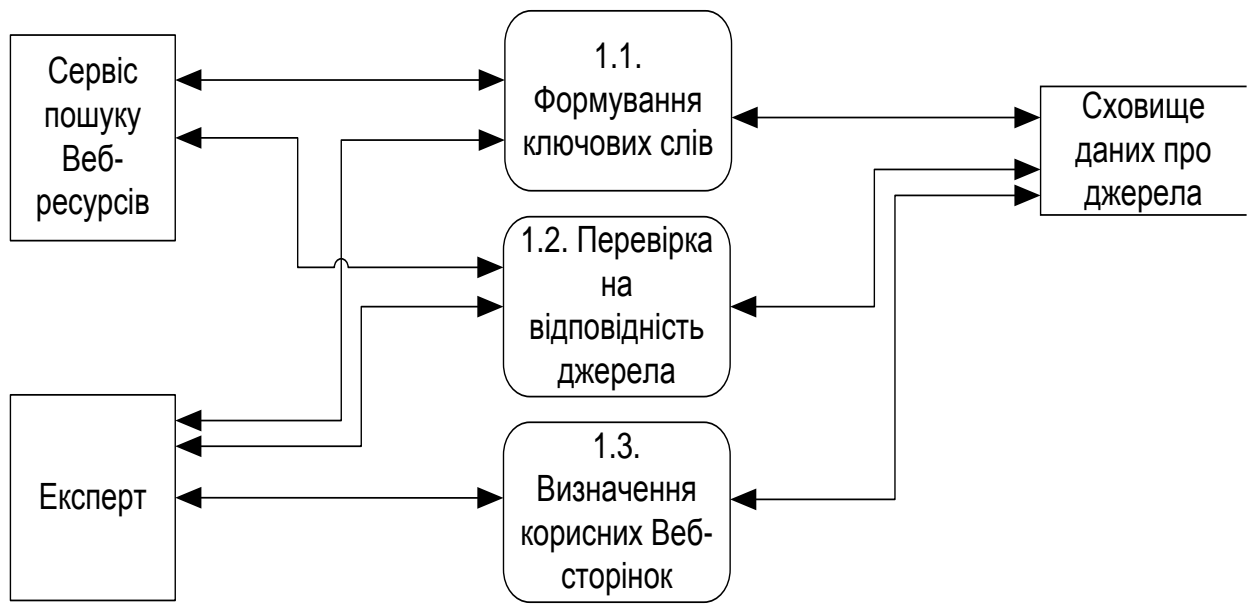 Сервіс
пошуку
Веб-
ресурсів
1.1.
Формування
ключових слів
Сховище
даних про
джерела
1.2. Перевірка
на
відповідність
джерела
Експерт
1.3.
Визначення
корисних Веб-
сторінок